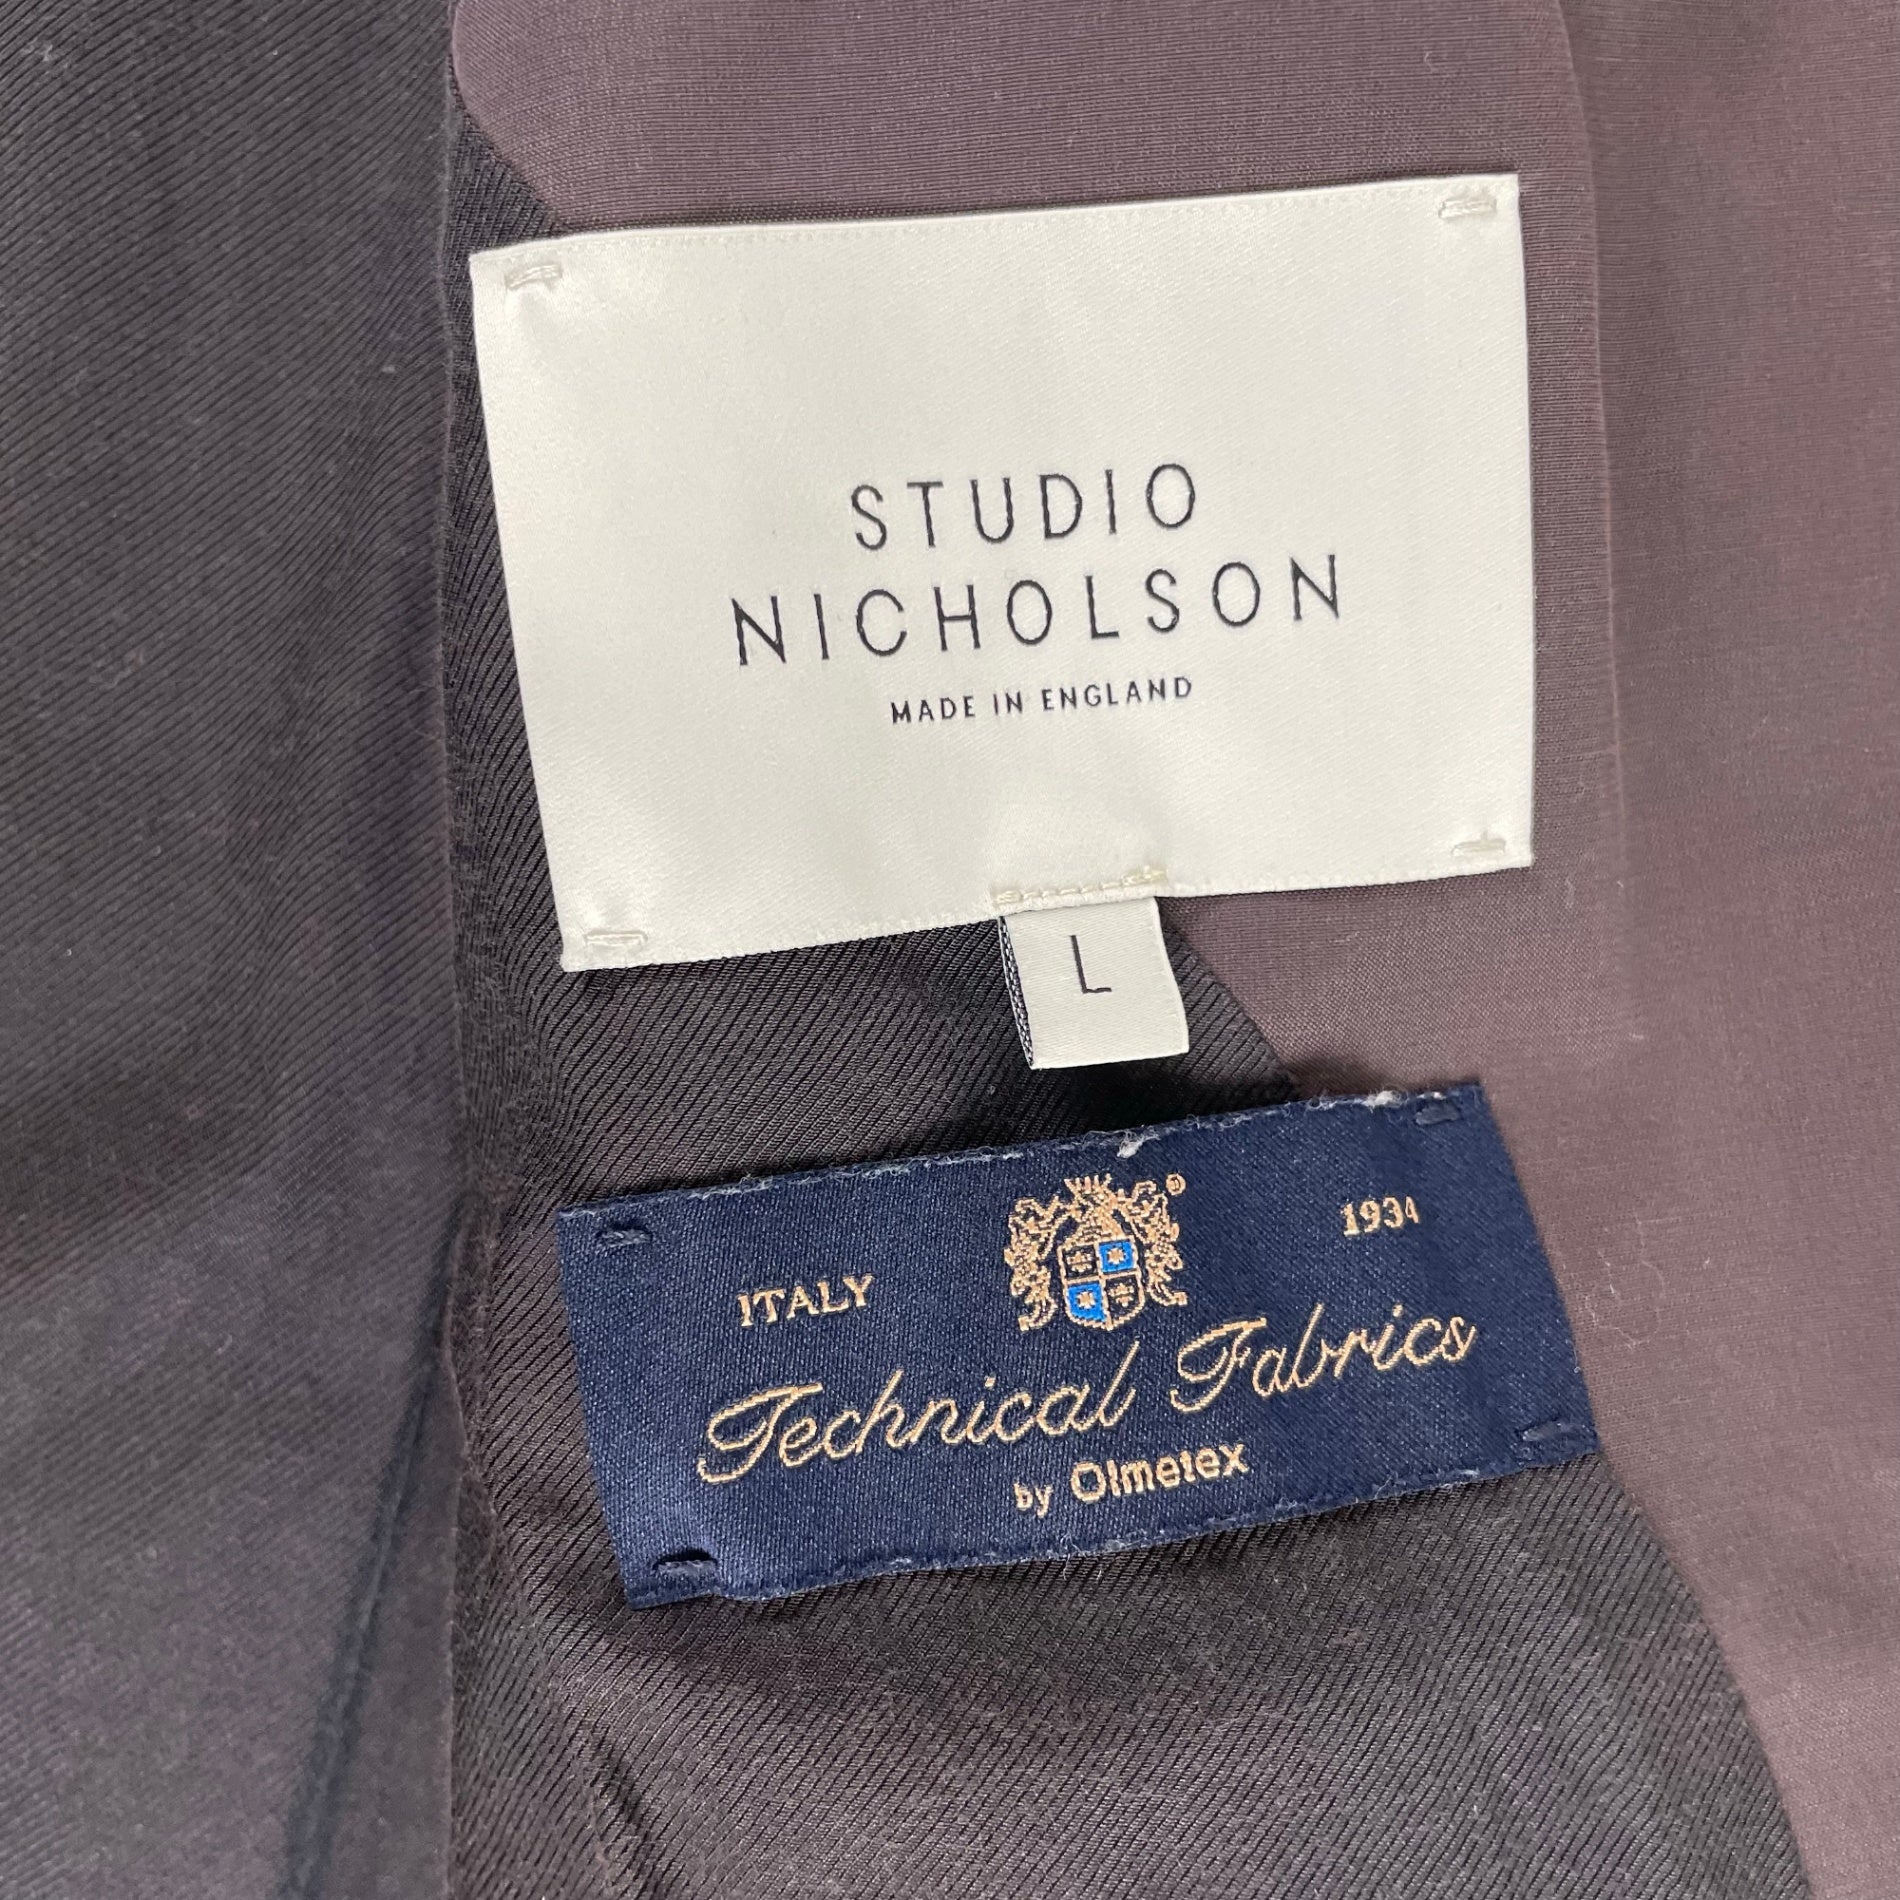 STUDIO
NICHOLSON
MADE IN ENGLAND
L
ITALY ® 1934
Technical Fabrics
by Olmetex